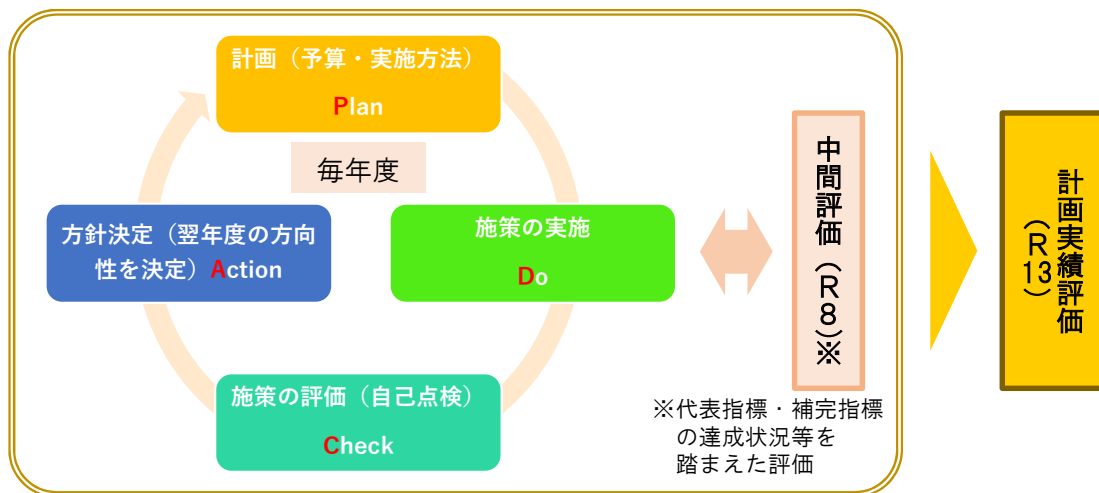 計画（予算・実施方法）
Plan
毎年度
方針決定（翌年度の方向
性を決定）Action
施策の実施
Do
施策の評価（自己点検）
Check
中間評価（R8）※
※代表指標・補完指標
の達成状況等を
踏まえた評価
計画実績評価
（R13）